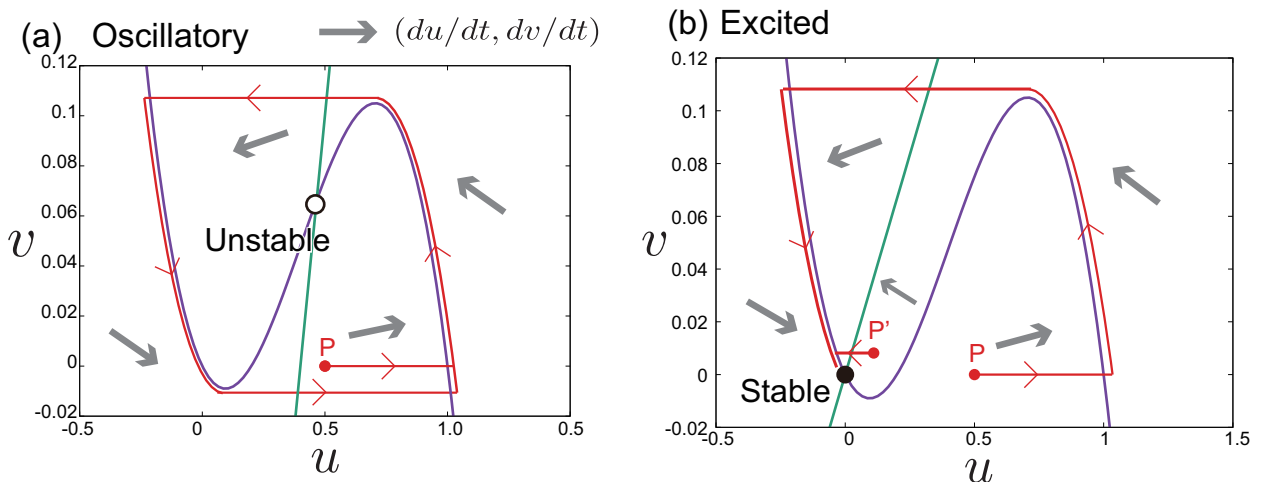 (a) Oscillatory
(du/dt, dv/dt)
0.12
0.1
0.08
0.06
0.04
0.02
0
-0.02
v
Unstable
P
-0.5
0
0.5
1.0
0.5
u
(b) Excited
0.12
0.1
0.08
0.06
0.04
0.02
0
-0.02
v
P'
P
Stable
-0.5
0
0.5
1
1.5
u